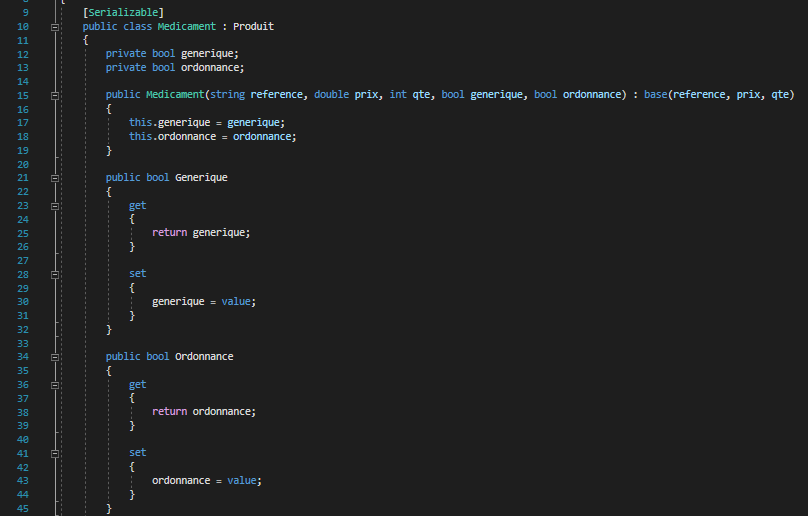 8 {
9 [Serializable]
10 public class Medicament : Produit
11 {
12 private bool generique;
13 private bool ordonnance;
14
15 public Medicament(string reference, double prix, int qte, bool generique, bool ordonnance) : base(reference, prix, qte)
16 {
17 this.generique = generique;
18 this.ordonnance = ordonnance;
19 }
20
21 public bool Generique
22 {
23 get
24 {
25 return generique;
26 }
27
28 set
29 {
30 generique = value;
31 }
32 }
33
34 public bool Ordonnance
35 {
36 get
37 {
38 return ordonnance;
39 }
40
41 set
42 {
43 ordonnance = value;
44 }
45 }